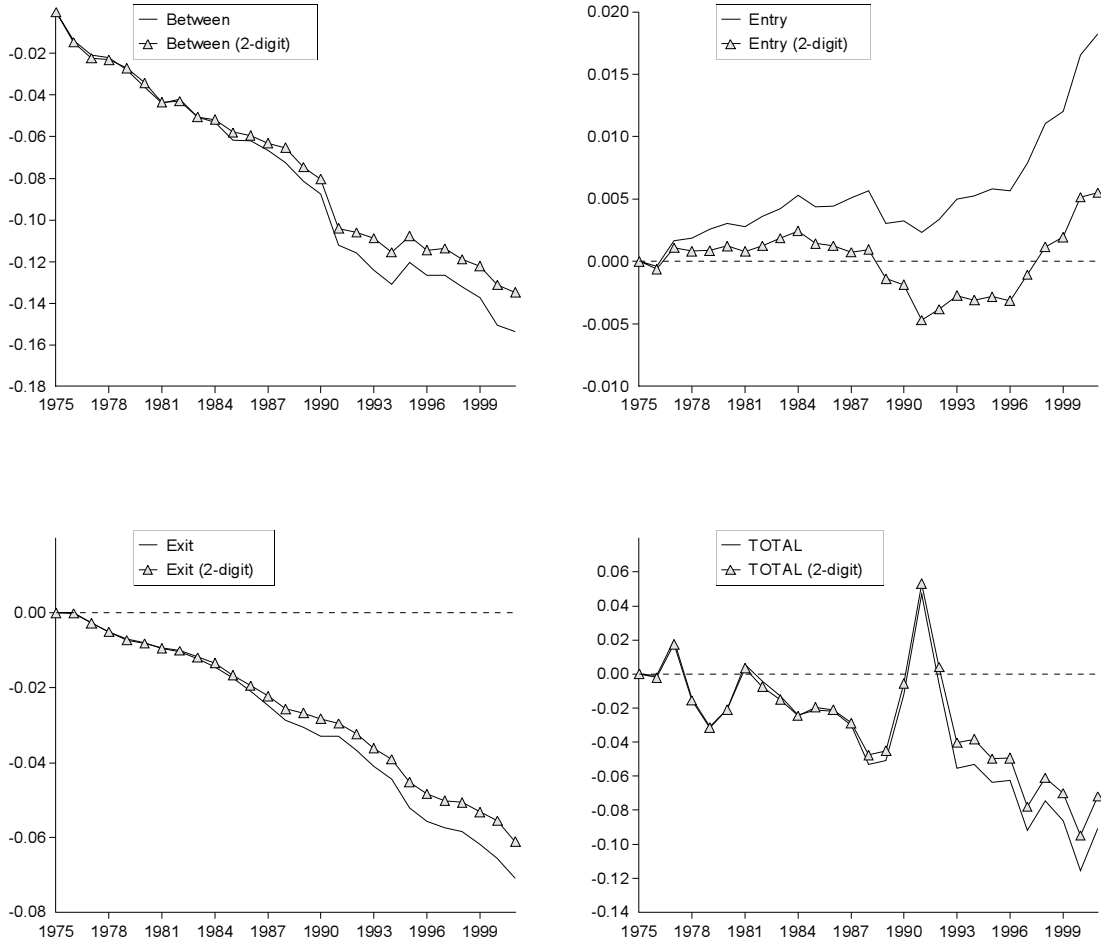 Between
Between (2-digit)
-0.02
-0.04
-0.06
-0.08
-0.10
-0.12
-0.14
-0.16
-0.18
1975 1978 1981 1984 1987 1990 1993 1996 1999
Entry
Entry (2-digit)
0.020
0.015
0.010
0.005
0.000
-0.005
-0.010
1975 1978 1981 1984 1987 1990 1993 1996 1999
Exit
Exit (2-digit)
0.00
-0.02
-0.04
-0.06
-0.08
1975 1978 1981 1984 1987 1990 1993 1996 1999
TOTAL
TOTAL (2-digit)
0.06
0.04
0.02
0.00
-0.02
-0.04
-0.06
-0.08
-0.10
-0.12
-0.14
1975 1978 1981 1984 1987 1990 1993 1996 1999